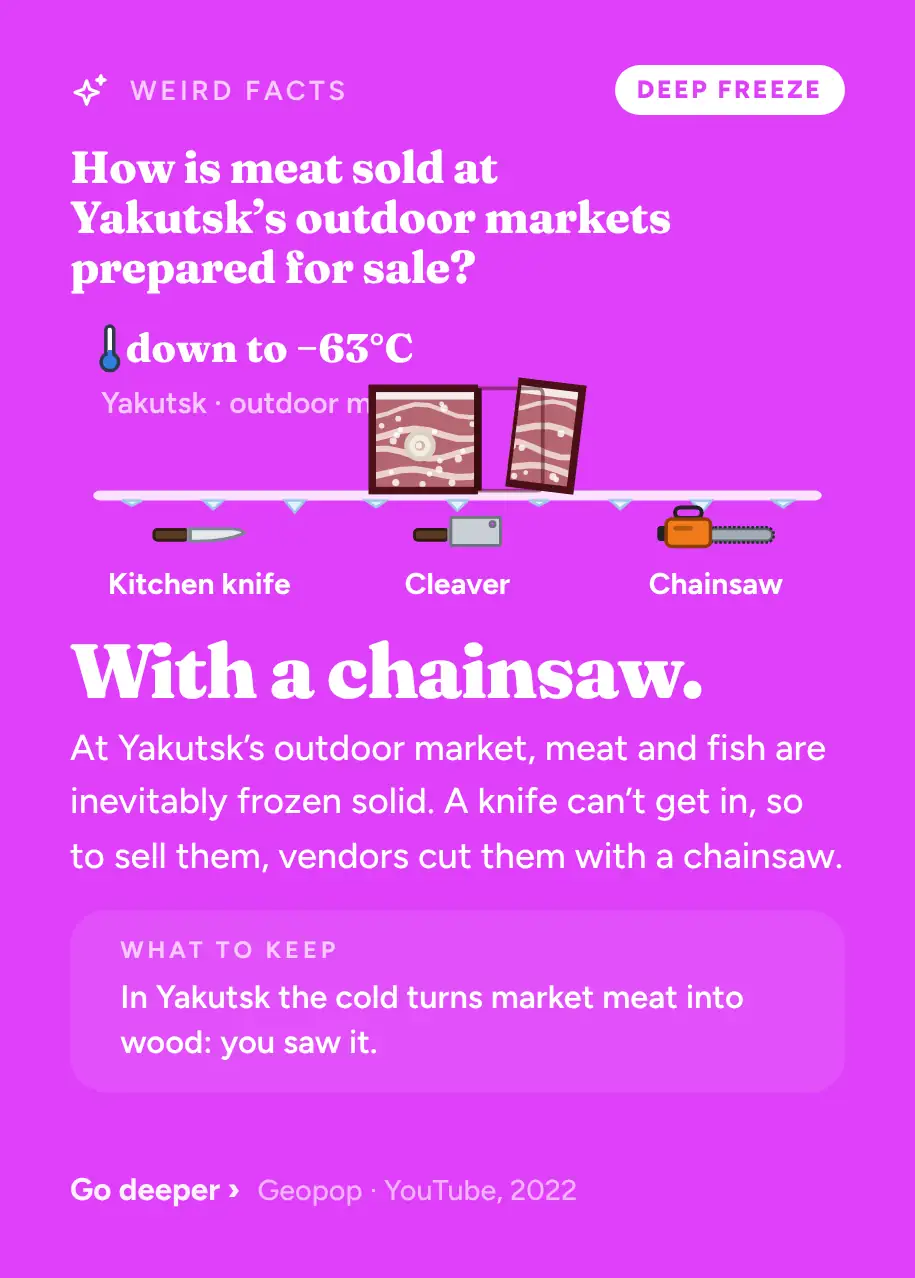 WEIRD FACTS
DEEP FREEZE
How is meat sold at
Yakutsk’s outdoor markets
prepared for sale?
down to −63°C
Yakutsk · outdoor
Kitchen knife
Cleaver
Chainsaw
With a chainsaw.
At Yakutsk’s outdoor market, meat and fish are
inevitably frozen solid. A knife can’t get in, so
to sell them, vendors cut them with a chainsaw.
WHAT TO KEEP
In Yakutsk the cold turns market meat into
wood: you saw it.
Go deeper › Geopop · YouTube, 2022